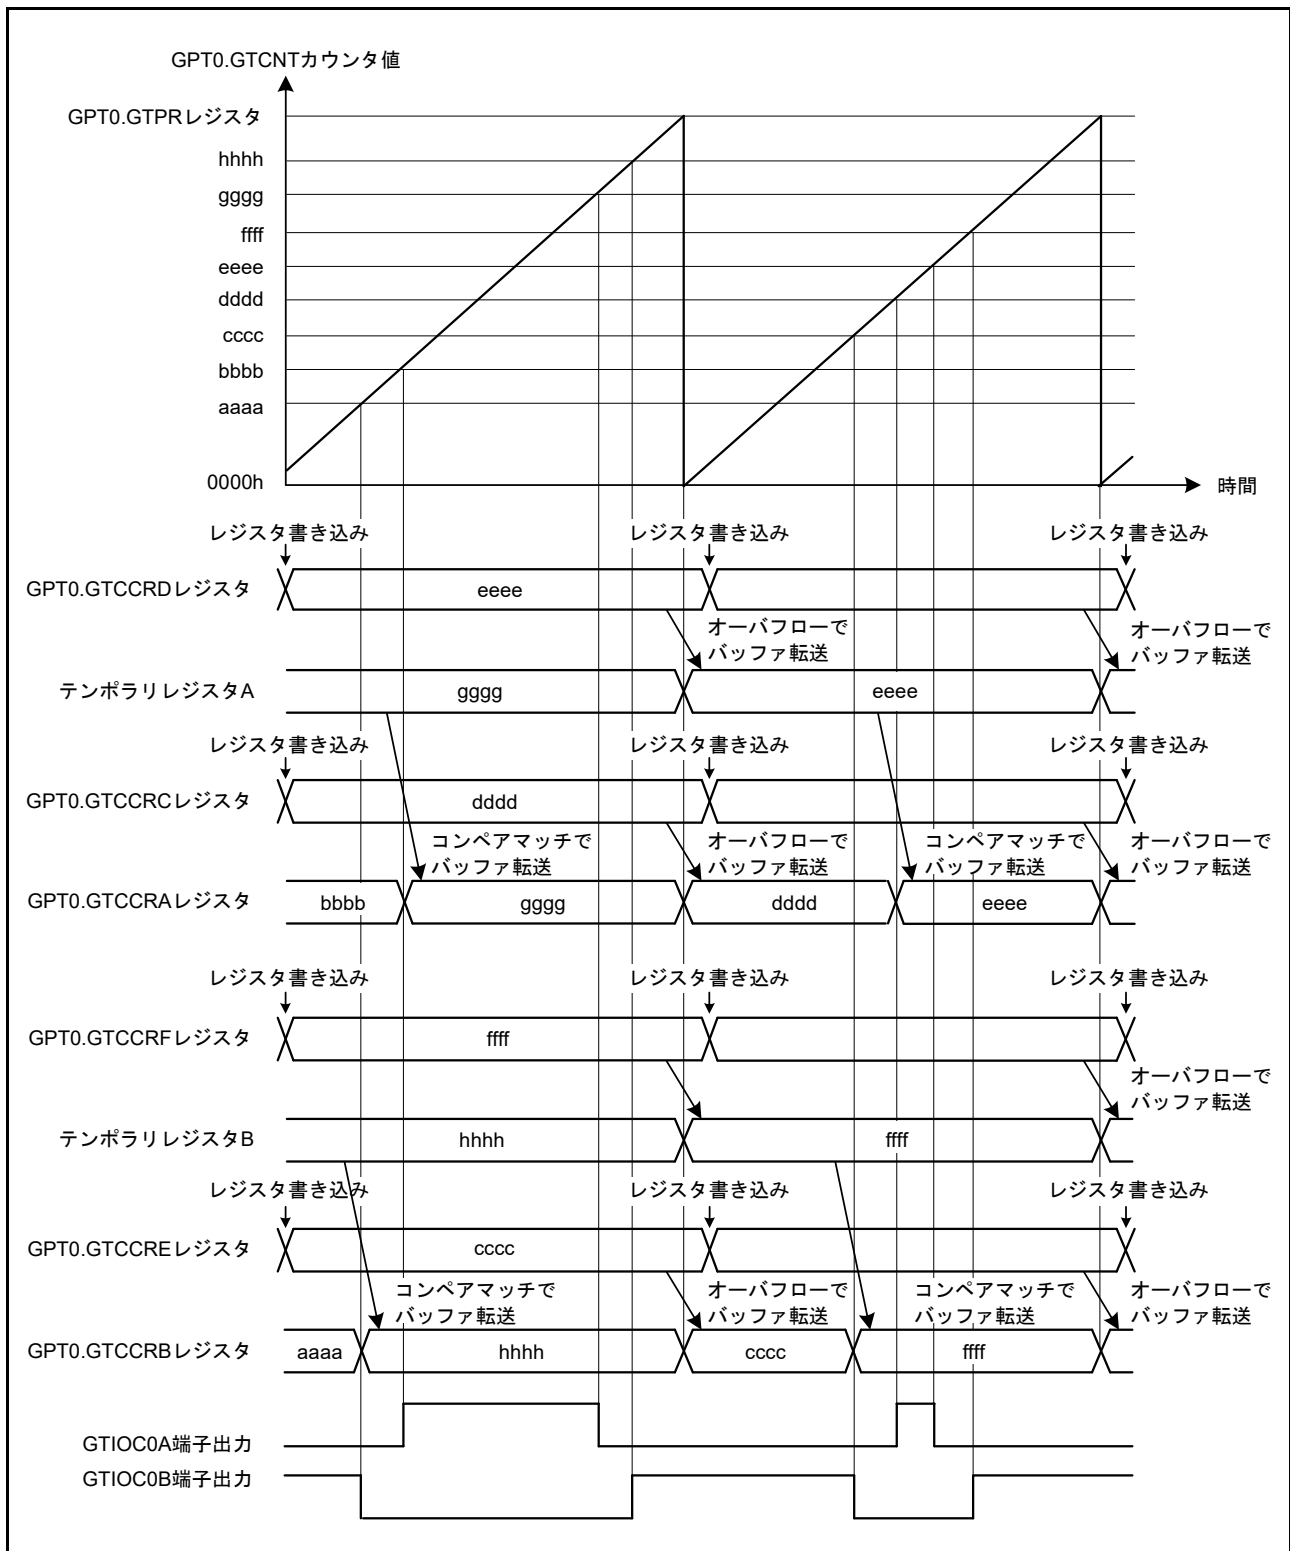 GPT0.GTCNTカウンタ値
GPT0.GTPRレジスタ
hhhh
gggg
ffff
eeee
dddd
cccc
bbbb
aaaa
0000h
時間
レジスタ書き込み レジスタ書き込み レジスタ書き込み
GPT0.GTCCRDレジスタ eeee
オーバフローで オーバフローで
バッファ転送 バッファ転送
テンポラリレジスタA gggg eeee
レジスタ書き込み レジスタ書き込み レジスタ書き込み
GPT0.GTCCRCレジスタ dddd
コンペアマッチで オーバフローで コンペアマッチで オーバフローで
バッファ転送 バッファ転送 バッファ転送 バッファ転送
GPT0.GTCCRAレジスタ bbbb gggg dddd eeee
レジスタ書き込み レジスタ書き込み レジスタ書き込み
GPT0.GTCCRFレジスタ ffff
オーバフローで
バッファ転送
テンポラリレジスタB hhhh ffff
レジスタ書き込み レジスタ書き込み レジスタ書き込み
GPT0.GTCCREレジスタ cccc
コンペアマッチで オーバフローで コンペアマッチで オーバフローで
バッファ転送 バッファ転送 バッファ転送 バッファ転送
GPT0.GTCCRBレジスタ aaaa hhhh cccc ffff
GTIOC0A端子出力
GTIOC0B端子出力